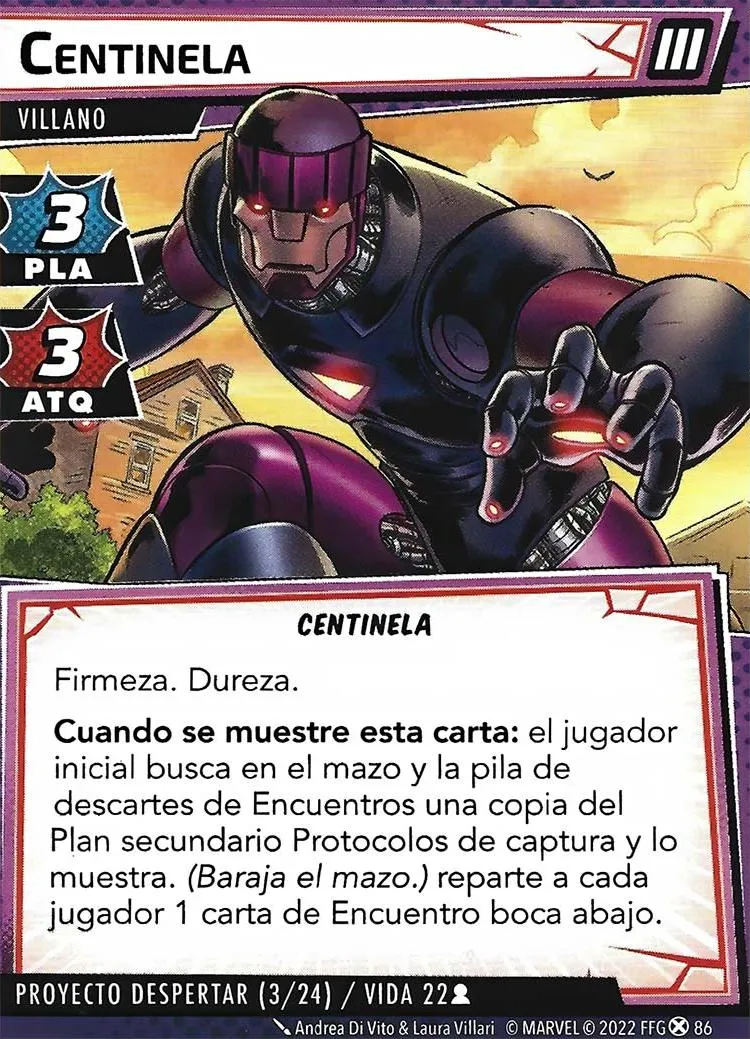 CENTINELA
III
VILLANO
3
PLA
3
ATQ
CENTINELA
Firmeza. Dureza.
Cuando se muestre esta carta: el jugador
inicial busca en el mazo y la pila de
descartes de Encuentros una copia del
Plan secundario Protocolos de captura y lo
muestra. (Baraja el mazo.) reparte a cada
jugador 1 carta de Encuentro boca abajo.
PROYECTO DESPERTAR (3/24) / VIDA 22
Andrea Di Vito & Laura Villari © MARVEL © 2022 FFG 86